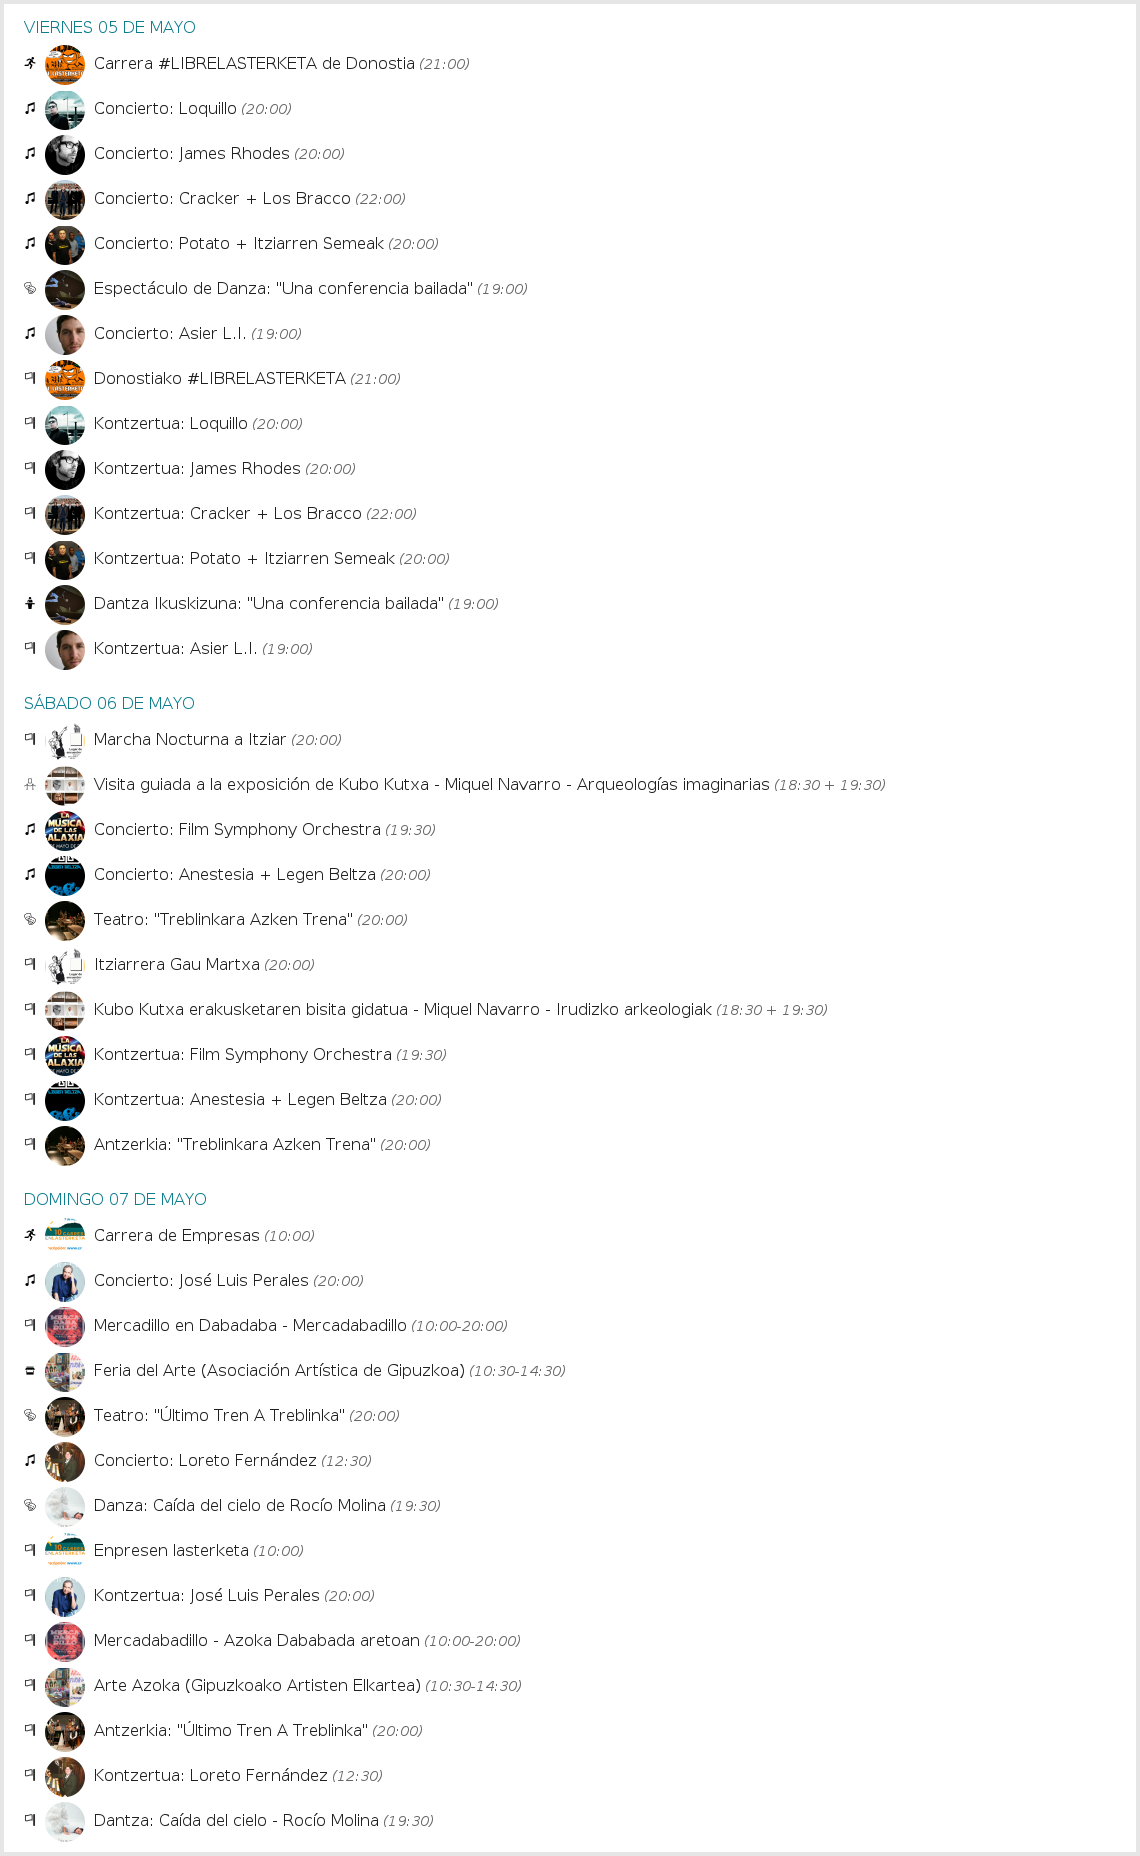 VIERNES 05 DE MAYO
Carrera #LIBRELASTERKETA de Donostia (21:00)
Concierto: Loquillo (20:00)
Concierto: James Rhodes (20:00)
Concierto: Cracker + Los Bracco (22:00)
Concierto: Potato + Itziarren Semeak (20:00)
Espectáculo de Danza: "Una conferencia bailada" (19:00)
Concierto: Asier L.I. (19:00)
Donostiako #LIBRELASTERKETA (21:00)
Kontzertua: Loquillo (20:00)
Kontzertua: James Rhodes (20:00)
Kontzertua: Cracker + Los Bracco (22:00)
Kontzertua: Potato + Itziarren Semeak (20:00)
Dantza Ikuskizuna: "Una conferencia bailada" (19:00)
Kontzertua: Asier L.I. (19:00)
SÁBADO 06 DE MAYO
Marcha Nocturna a Itziar (20:00)
Visita guiada a la exposición de Kubo Kutxa - Miquel Navarro - Arqueologías imaginarias (18:30 + 19:30)
Concierto: Film Symphony Orchestra (19:30)
Concierto: Anestesia + Legen Beltza (20:00)
Teatro: "Treblinkara Azken Trena" (20:00)
Itziarrera Gau Martxa (20:00)
Kubo Kutxa erakusketaren bisita gidatua - Miquel Navarro - Irudizko arkeologiak (18:30 + 19:30)
Kontzertua: Film Symphony Orchestra (19:30)
Kontzertua: Anestesia + Legen Beltza (20:00)
Antzerkia: "Treblinkara Azken Trena" (20:00)
DOMINGO 07 DE MAYO
Carrera de Empresas (10:00)
Concierto: José Luis Perales (20:00)
Mercadillo en Dabadaba - Mercadabadillo (10:00-20:00)
Feria del Arte (Asociación Artística de Gipuzkoa) (10:30-14:30)
Teatro: "Último Tren A Treblinka" (20:00)
Concierto: Loreto Fernández (12:30)
Danza: Caída del cielo de Rocío Molina (19:30)
Enpresen lasterketa (10:00)
Kontzertua: José Luis Perales (20:00)
Mercadabadillo - Azoka Dababada aretoan (10:00-20:00)
Arte Azoka (Gipuzkoako Artisten Elkartea) (10:30-14:30)
Antzerkia: "Último Tren A Treblinka" (20:00)
Kontzertua: Loreto Fernández (12:30)
Dantza: Caída del cielo - Rocío Molina (19:30)